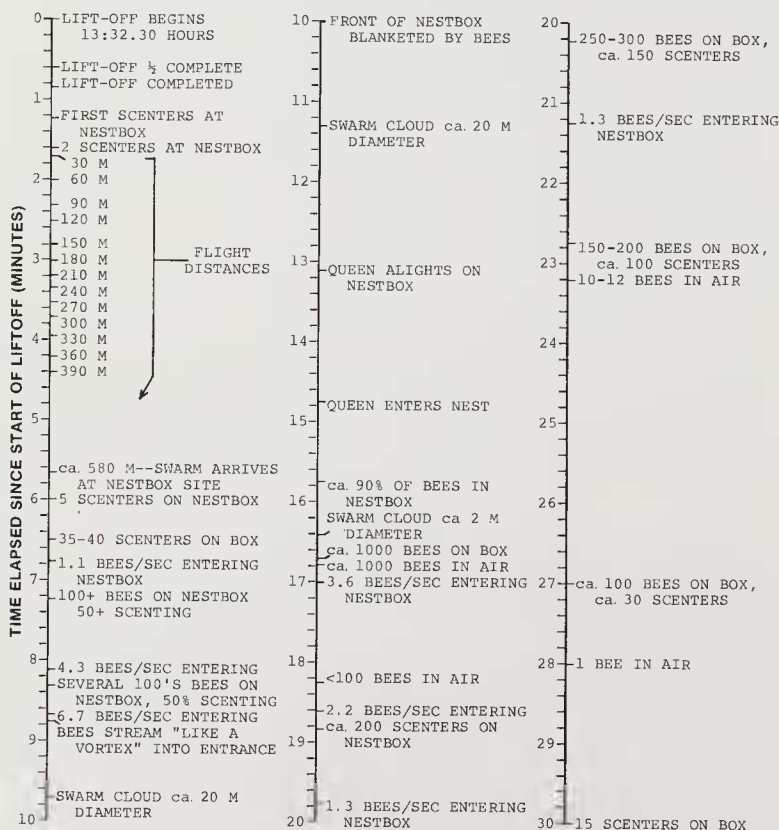 TIME ELAPSED SINCE START OF LIFTOFF (MINUTES)
0
LIFT-OFF BEGINS
13:32.30 HOURS
LIFT-OFF ½ COMPLETE
LIFT-OFF COMPLETED
1
FIRST SCENTERS AT
NESTBOX
2 SCENTERS AT NESTBOX
30 M
2
60 M
90 M
120 M
150 M
3
180 M
FLIGHT
DISTANCES
210 M
240 M
270 M
300 M
4
330 M
360 M
390 M
5
ca. 580 M--SWARM ARRIVES
AT NESTBOX SITE
6
5 SCENTERS ON NESTBOX
35-40 SCENTERS ON BOX
1.1 BEES/SEC ENTERING
7
NESTBOX
100+ BEES ON NESTBOX
50+ SCENTING
8
4.3 BEES/SEC ENTERING
SEVERAL 100'S BEES ON
NESTBOX, 50% SCENTING
6.7 BEES/SEC ENTERING
9
BEES STREAM "LIKE A
VORTEX" INTO ENTRANCE
SWARM CLOUD ca. 20 M
DIAMETER
10
10
FRONT OF NESTBOX
BLANKETED BY BEES
11
SWARM CLOUD ca. 20 M
DIAMETER
12
13
QUEEN ALIGHTS ON
NESTBOX
14
QUEEN ENTERS NEST
15
ca. 90% OF BEES IN
16
NESTBOX
SWARM CLOUD ca 2 M
DIAMETER
ca. 1000 BEES ON BOX
ca. 1000 BEES IN AIR
17
3.6 BEES/SEC ENTERING
NESTBOX
18
<100 BEES IN AIR
2.2 BEES/SEC ENTERING
ca. 200 SCENTERS ON
19
NESTBOX
1.3 BEES/SEC ENTERING
20
NESTBOX
20
250-300 BEES ON BOX,
ca. 150 SCENTERS
21
1.3 BEES/SEC ENTERING
NESTBOX
22
150-200 BEES ON BOX,
23
ca. 100 SCENTERS
10-12 BEES IN AIR
24
25
26
27
ca. 100 BEES ON BOX,
ca. 30 SCENTERS
28
1 BEE IN AIR
29
30
15 SCENTERS ON BOX